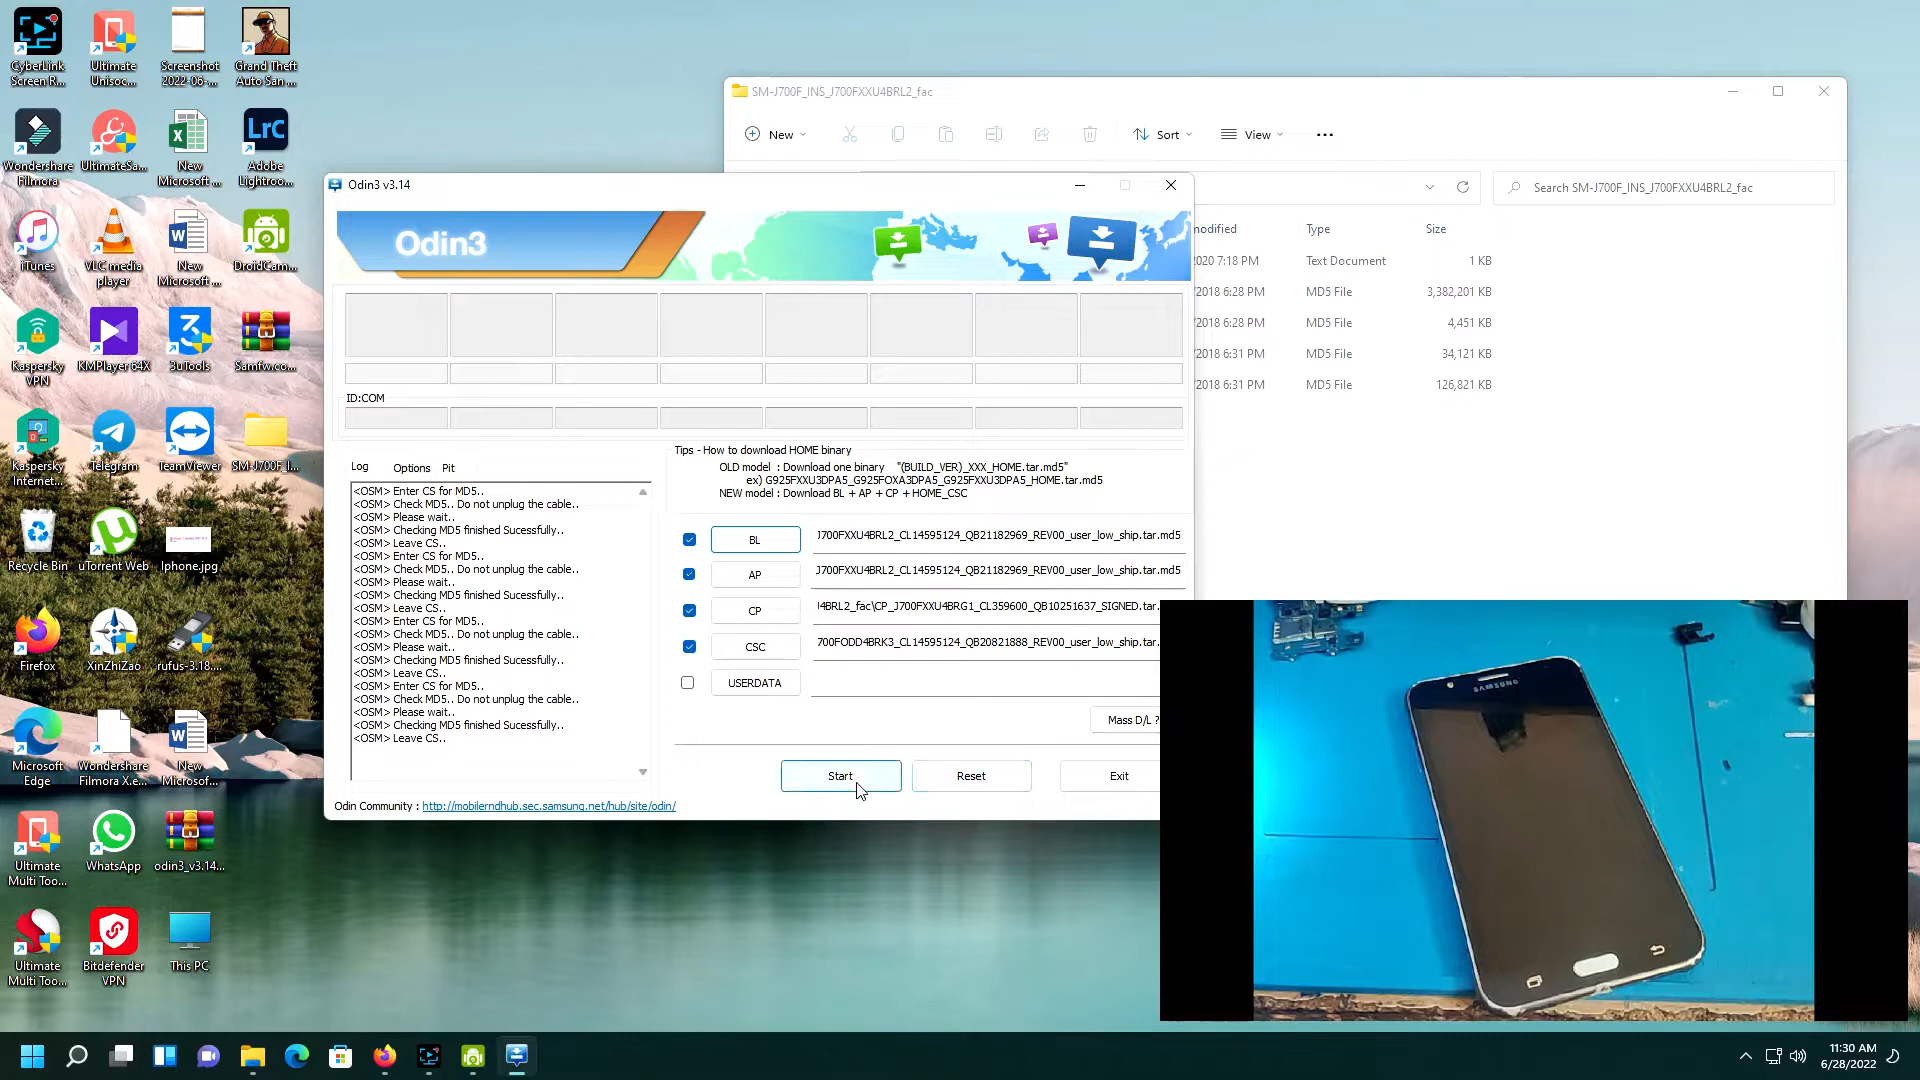 CyberLink
Screen R...
Ultimate
Unisoc...
Screenshot
2022-06-...
Grand Theft
Auto San ...
Wondershare
Filmora
UltimateSa...
New
Microsoft ...
Lrc
Adobe
Lightroo...
iTunes
VLC media
player
New
Microsoft ...
DroidCam...
Kaspersky
VPN
KMPlayer 64X
3uTools
Samfw.co...
Kaspersky
Internet...
Telegram
TeamViewer
SM-J700F_I...
Recycle Bin
uTorrent Web
Iphone.jpg
Firefox
XinZhiZao
rufus-3.18....
Microsoft
Edge
Wondershare
Filmora X.e...
New
Microsof...
Ultimate
Multi Too...
WhatsApp
odin3_v3.14...
Ultimate
Multi Too...
Bitdefender
VPN
This PC
SM-J700F_INS_J700FXXU4BRL2_fac
New
Sort
View
Search SM-J700F_INS_J700FXXU4BRL2_fac
modified
Type
Size
2020 7:18 PM
Text Document
1 KB
/2018 6:28 PM
MD5 File
3,382,201 KB
/2018 6:28 PM
MD5 File
4,451 KB
/2018 6:31 PM
MD5 File
34,121 KB
/2018 6:31 PM
MD5 File
126,821 KB
Odin3 v3.14
Odin3
ID:COM
Log
Options
Pit
<OSM> Enter CS for MD5..
<OSM> Check MD5.. Do not unplug the cable..
<OSM> Please wait..
<OSM> Checking MD5 finished Sucessfully..
<OSM> Leave CS..
<OSM> Enter CS for MD5..
<OSM> Check MD5.. Do not unplug the cable..
<OSM> Please wait..
<OSM> Checking MD5 finished Sucessfully..
<OSM> Leave CS..
<OSM> Enter CS for MD5..
<OSM> Check MD5.. Do not unplug the cable..
<OSM> Please wait..
<OSM> Checking MD5 finished Sucessfully..
<OSM> Leave CS..
<OSM> Enter CS for MD5..
<OSM> Check MD5.. Do not unplug the cable..
<OSM> Please wait..
<OSM> Checking MD5 finished Sucessfully..
<OSM> Leave CS..
Tips - How to download HOME binary
OLD model : Download one binary "(BUILD_VER)_XXX_HOME.tar.md5"
ex) G925FXXU3DPA5_G925FOXA3DPA5_G925FXXU3DPA5_HOME.tar.md5
NEW model : Download BL + AP + CP + HOME_CSC
BL
J700FXXU4BRL2_CL14595124_QB21182969_REV00_user_low_ship.tar.md5
AP
J700FXXU4BRL2_CL14595124_QB21182969_REV00_user_low_ship.tar.md5
CP
J4BRL2_fac\CP_J700FXXU4BRG1_CL359600_QB10251637_SIGNED.tar.
CSC
700FODD4BRK3_CL14595124_QB20821888_REV00_user_low_ship.tar.
USERDATA
Mass D/L ?
Start
Reset
Exit
Odin Community : http://mobilerndhub.sec.samsung.net/hub/site/odin/
SAMSUNG
11:30 AM
6/28/2022